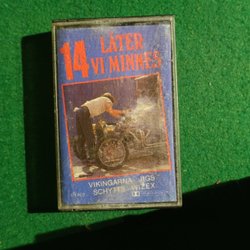 14 LÅTER
VI MINNES
VIKINGARNA JIGS
SCHYTTS WIZEX